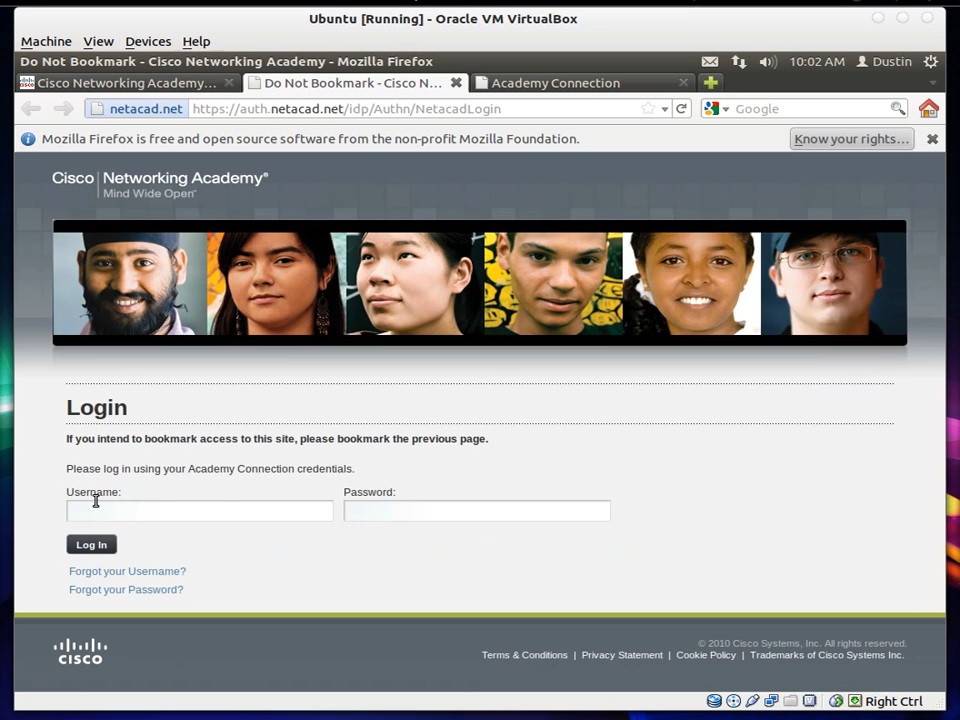 Ubuntu [Running] - Oracle VM VirtualBox
Machine View Devices Help
Do Not Bookmark - Cisco Networking Academy - Mozilla Firefox 10:02 AM Dustin
Cisco Networking Academy... Do Not Bookmark - Cisco N... Academy Connection
netacad.net https://auth.netacad.net/idp/Authn/NetacadLogin Google
Mozilla Firefox is free and open source software from the non-profit Mozilla Foundation. Know your rights...
Cisco Networking Academy®
Mind Wide Open™
Login
If you intend to bookmark access to this site, please bookmark the previous page.
Please log in using your Academy Connection credentials.
Username: Password:
Log In
Forgot your Username?
Forgot your Password?
CISCO
© 2010 Cisco Systems, Inc. All rights reserved.
Terms & Conditions | Privacy Statement | Cookie Policy | Trademarks of Cisco Systems Inc.
Right Ctrl